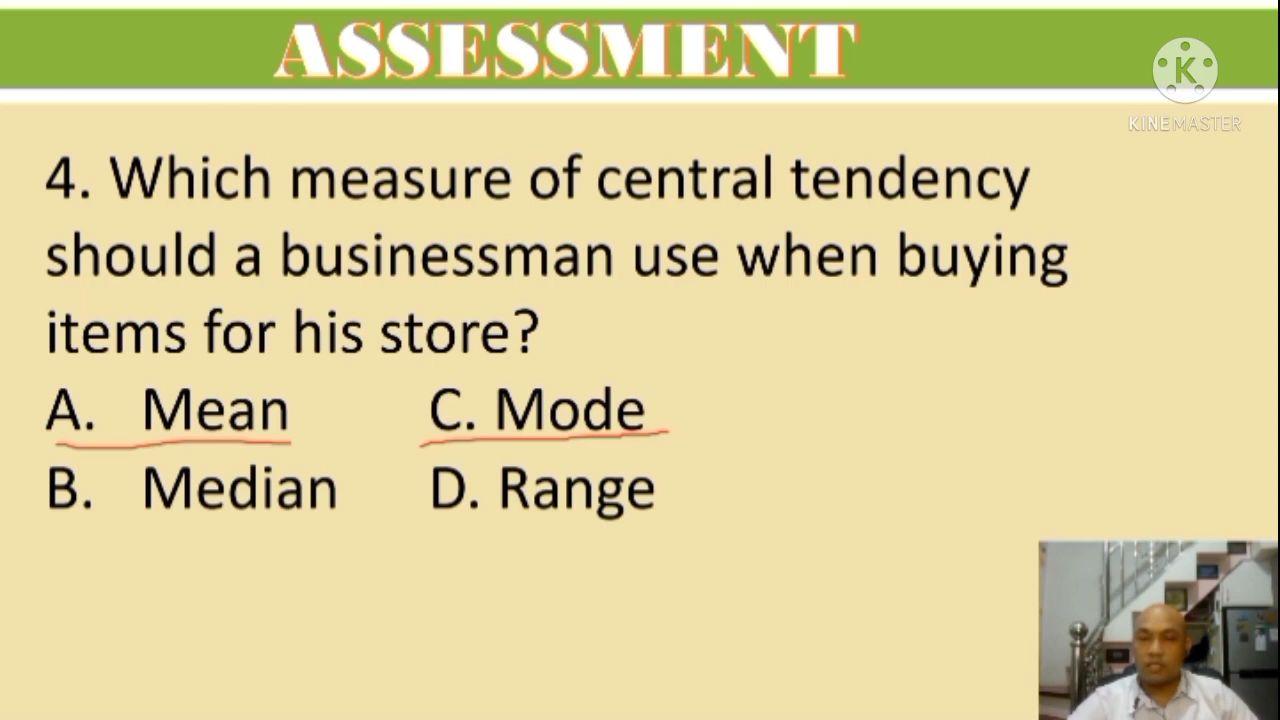 ASSESSMENT
K
KINEMASTER
4. Which measure of central tendency
should a businessman use when buying
items for his store?
A. Mean C. Mode
B. Median D. Range